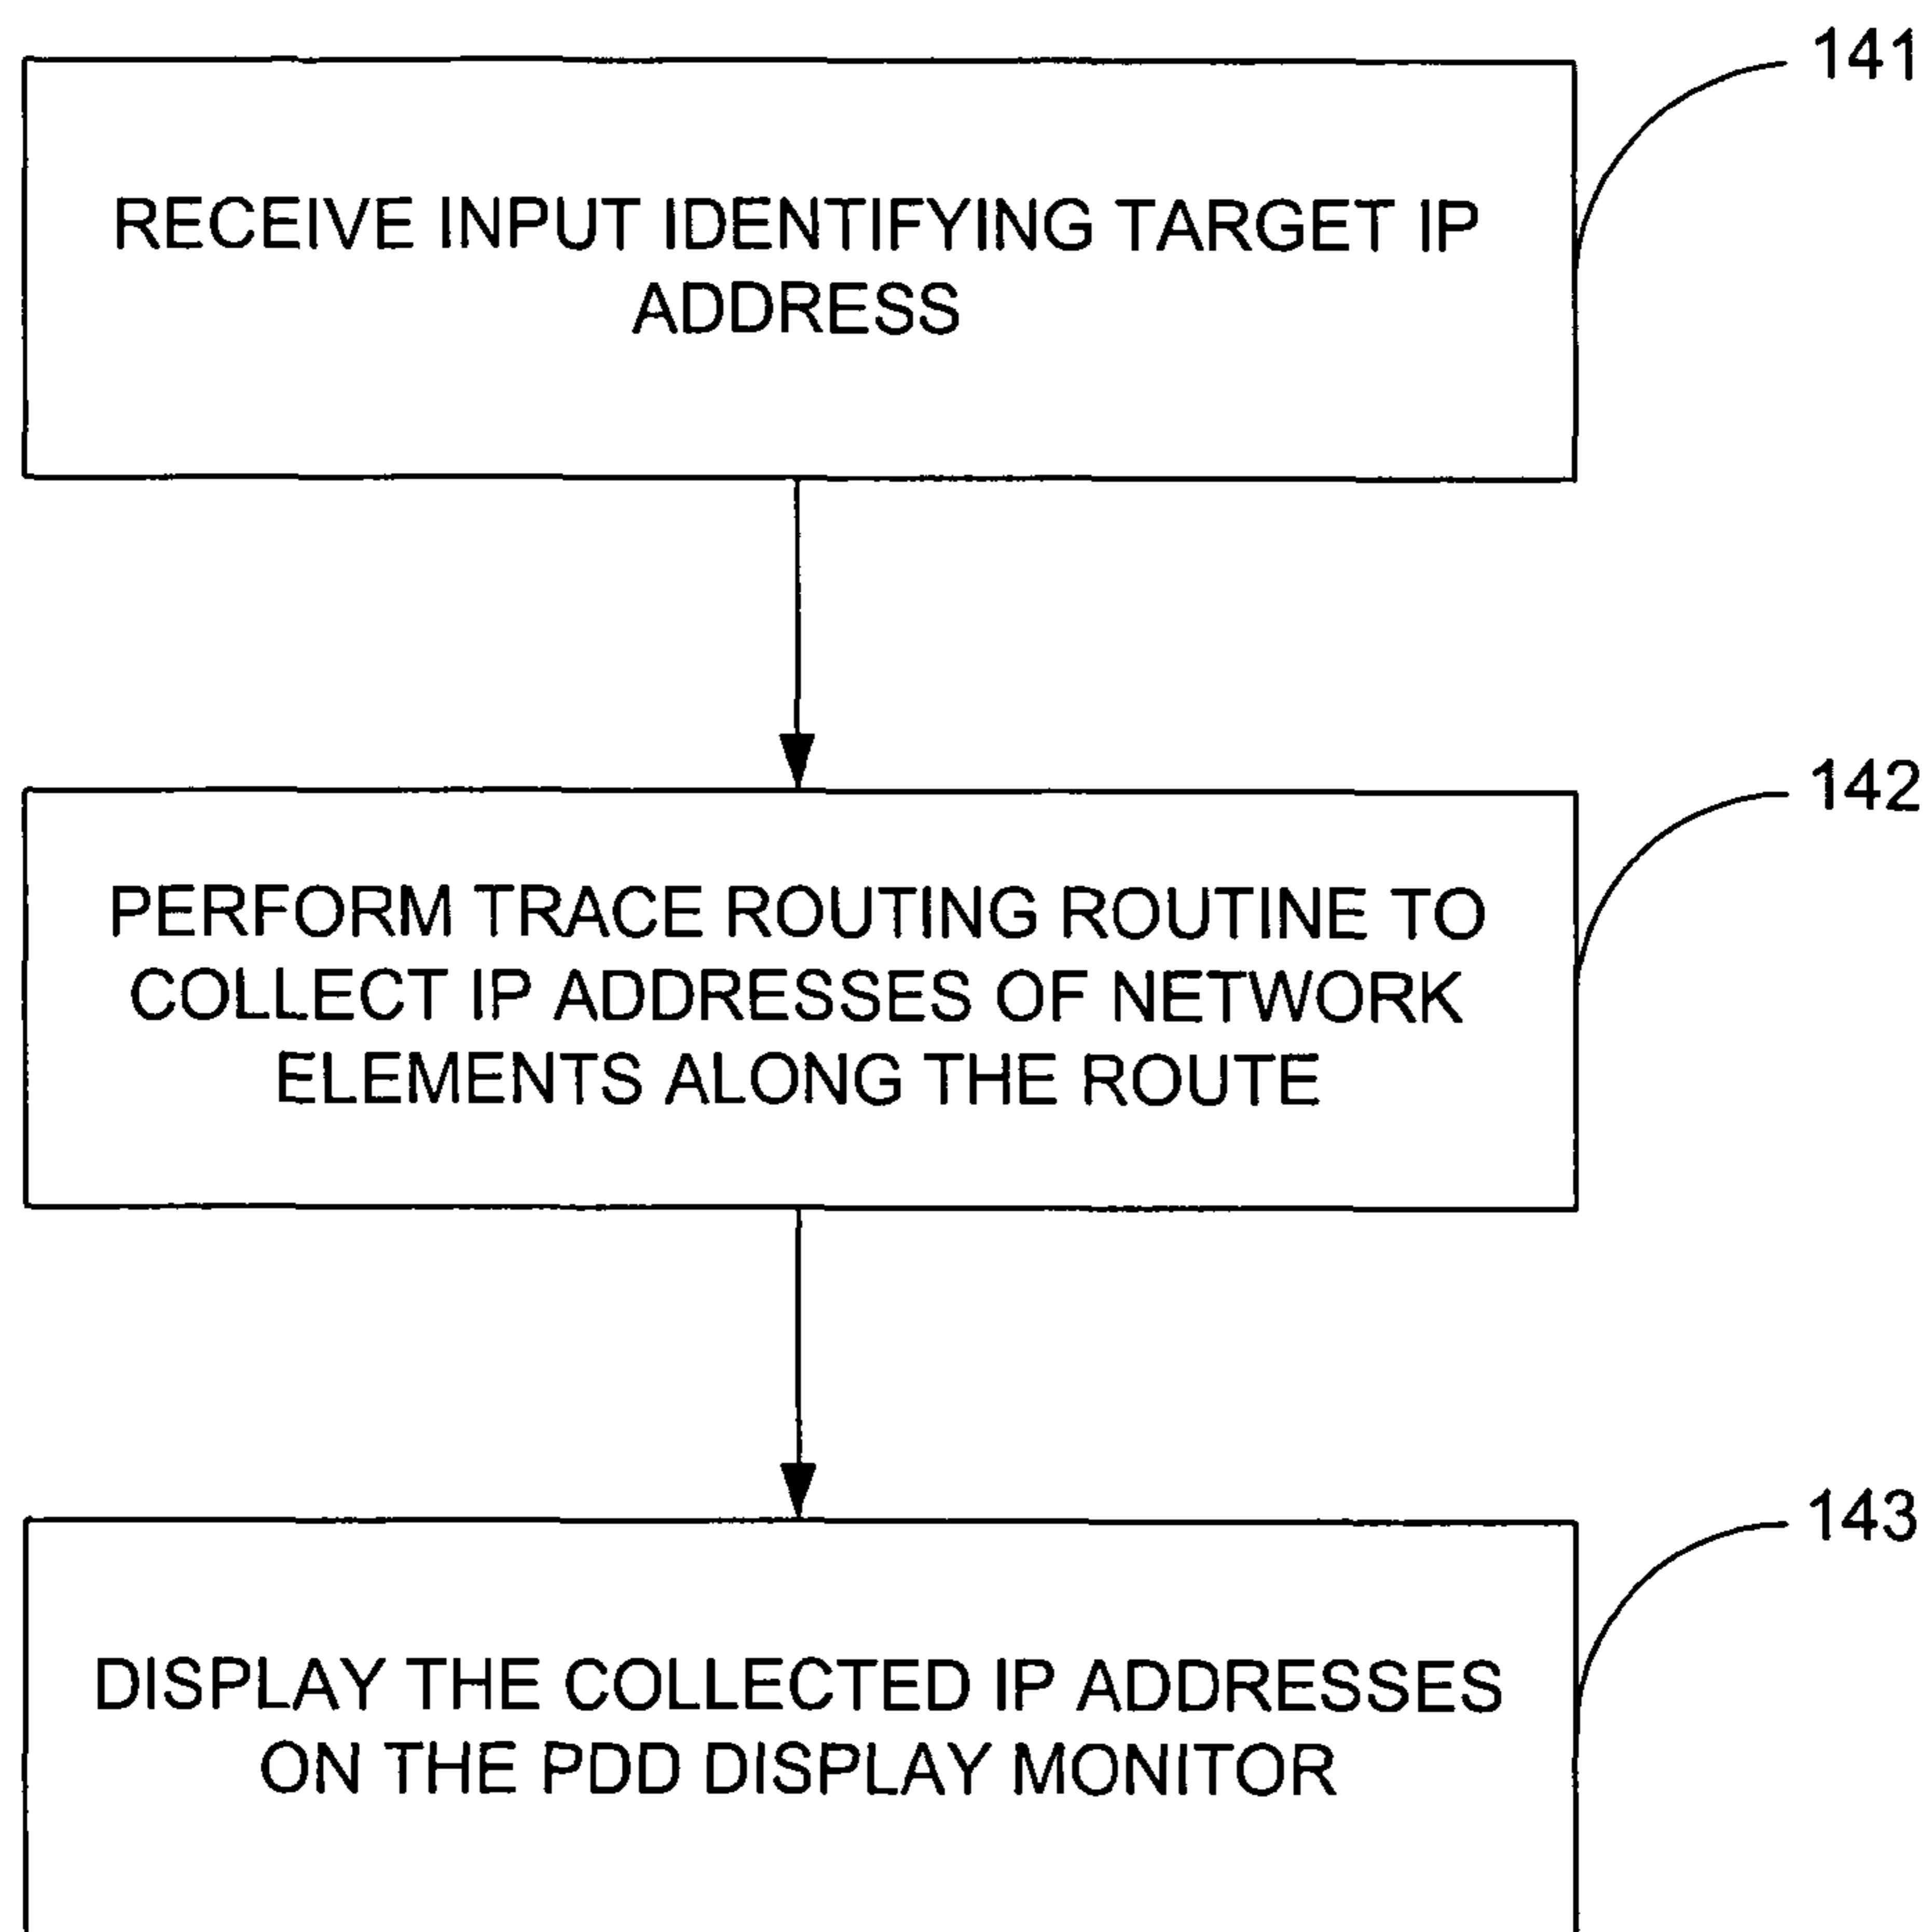 141
RECEIVE INPUT IDENTIFYING TARGET IP
ADDRESS
142
PERFORM TRACE ROUTING ROUTINE TO
COLLECT IP ADDRESSES OF NETWORK
ELEMENTS ALONG THE ROUTE
143
DISPLAY THE COLLECTED IP ADDRESSES
ON THE PDD DISPLAY MONITOR